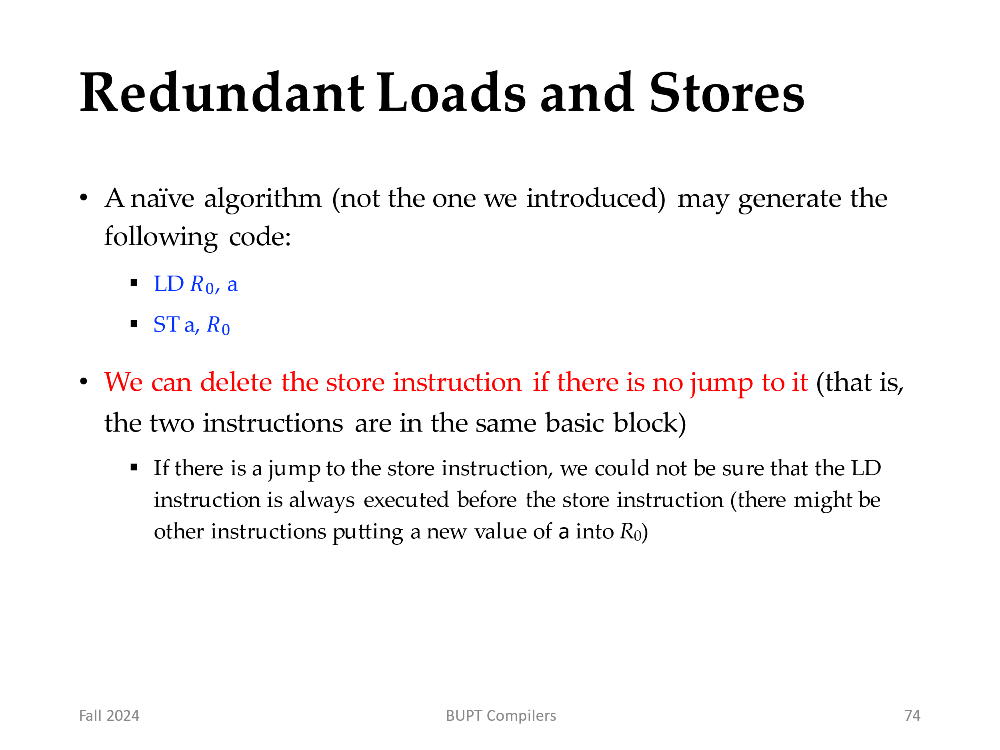 Redundant Loads and Stores
• A naïve algorithm (not the one we introduced) may generate the
following code:
▪ LD R₀, a
▪ ST a, R₀
• We can delete the store instruction if there is no jump to it (that is,
the two instructions are in the same basic block)
▪ If there is a jump to the store instruction, we could not be sure that the LD
instruction is always executed before the store instruction (there might be
other instructions putting a new value of a into R₀)
Fall 2024
BUPT Compilers
74